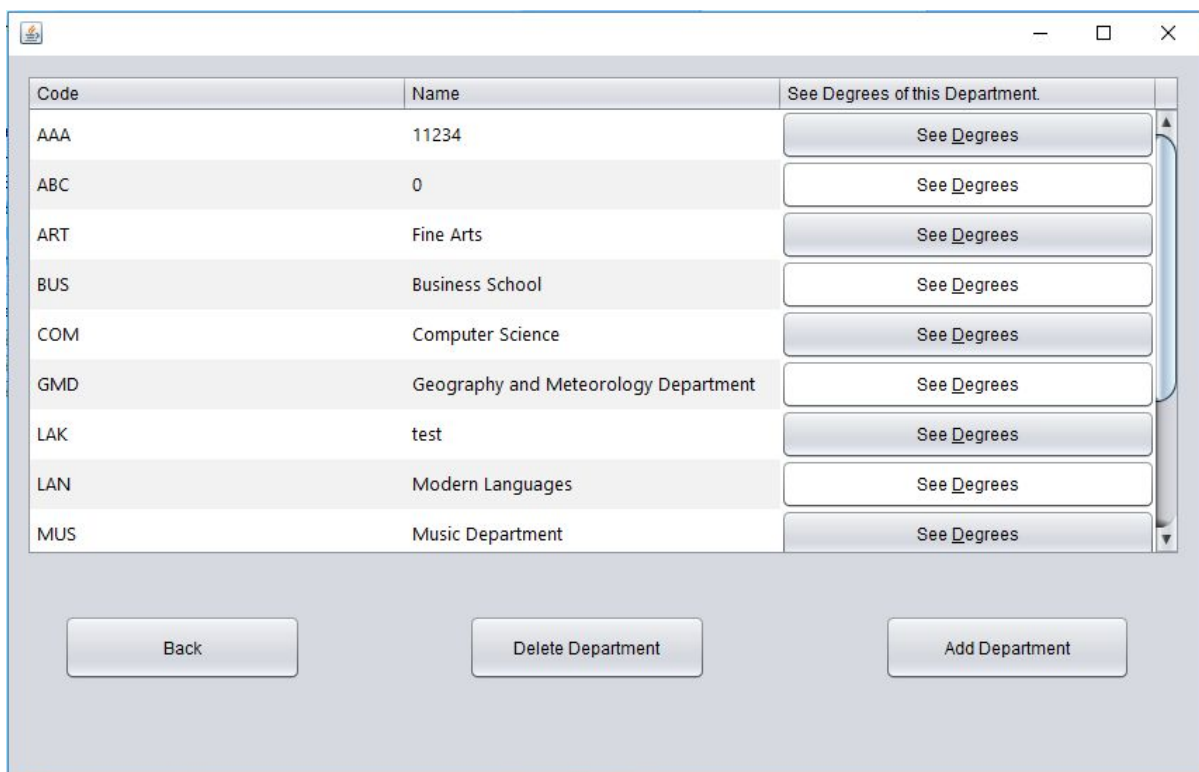 Code Name See Degrees of this Department.
AAA 11234 See Degrees
ABC 0 See Degrees
ART Fine Arts See Degrees
BUS Business School See Degrees
COM Computer Science See Degrees
GMD Geography and Meteorology Department See Degrees
LAK test See Degrees
LAN Modern Languages See Degrees
MUS Music Department See Degrees
Back Delete Department Add Department